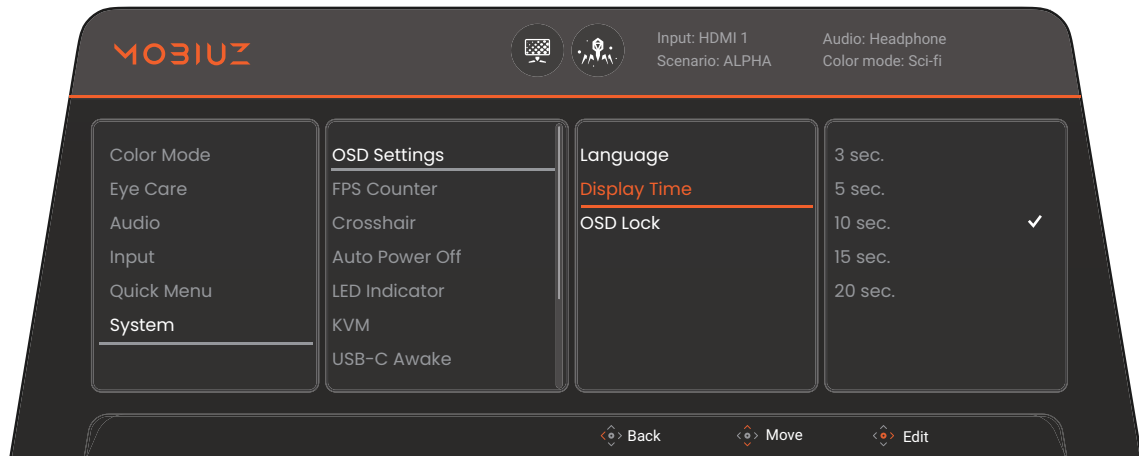 MOBIUZ
Input: HDMI 1
Scenario: ALPHA
Audio: Headphone
Color mode: Sci-fi
Color Mode
Eye Care
Audio
Input
Quick Menu
System
OSD Settings
FPS Counter
Crosshair
Auto Power Off
LED Indicator
KVM
USB-C Awake
Language
Display Time
OSD Lock
3 sec.
5 sec.
10 sec.
15 sec.
20 sec.
Back
Move
Edit